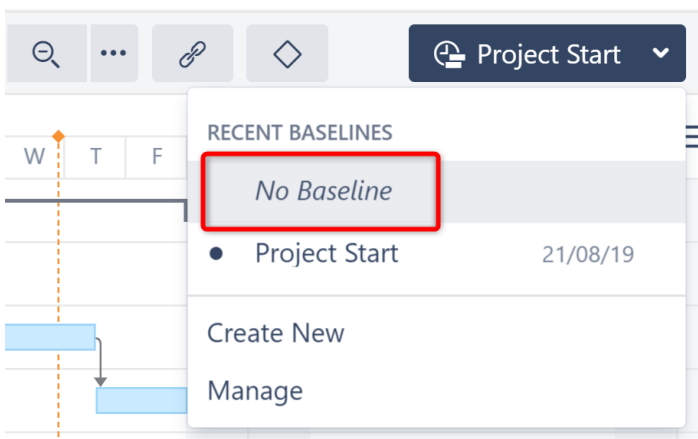 Project Start
RECENT BASELINES
W T F
No Baseline
Project Start 21/08/19
Create New
Manage